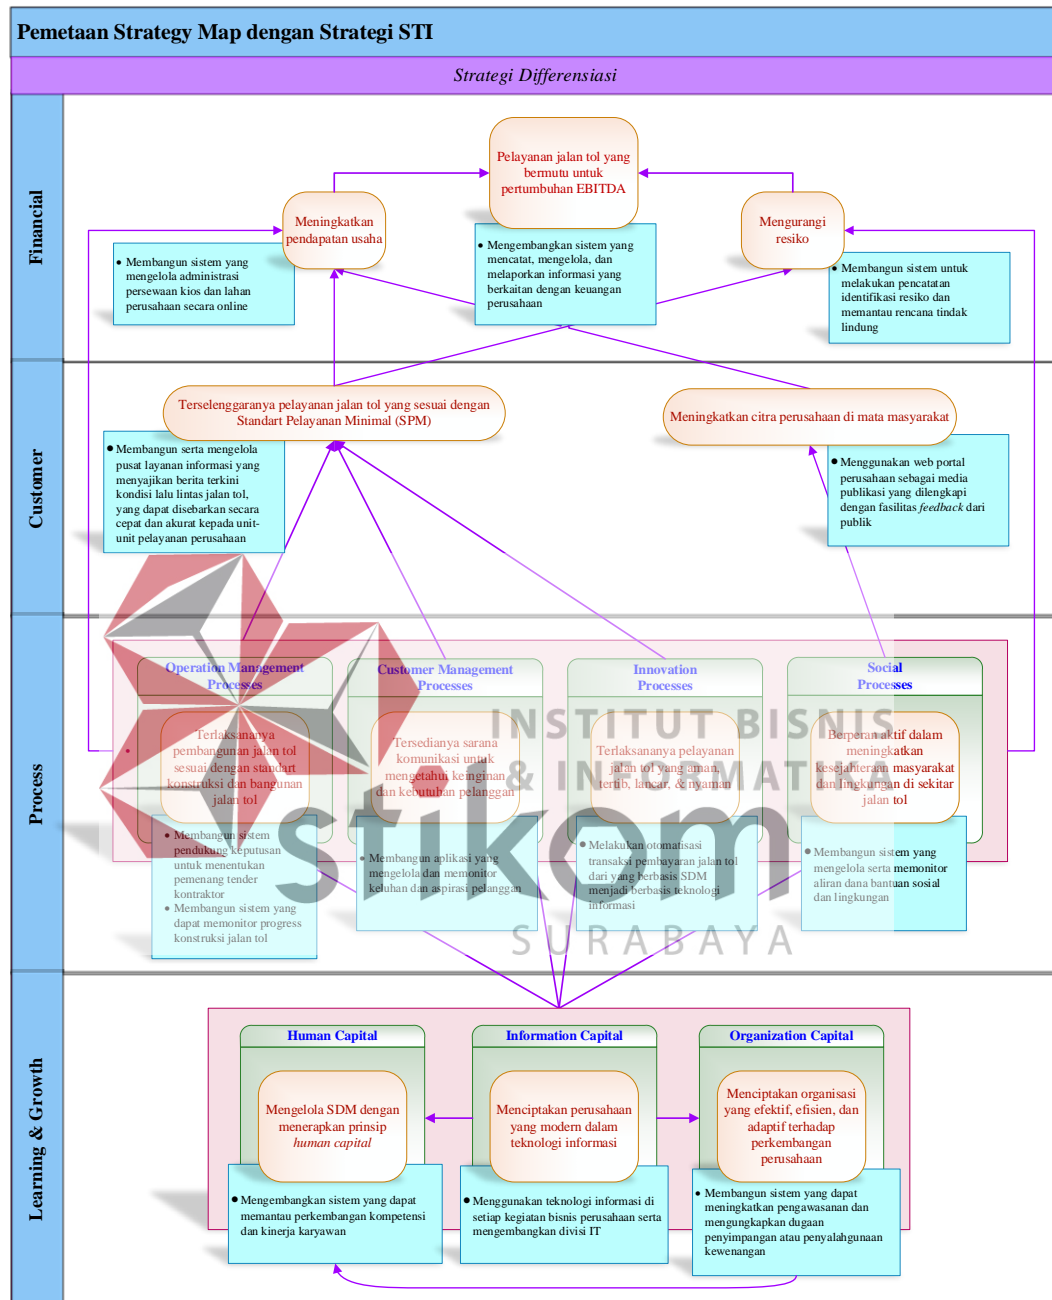 Pemetaan Strategy Map dengan Strategi STI
Strategi Differensiasi
Financial
Pelayanan jalan tol yang
bermutu untuk
pertumbuhan EBITDA
Meningkatkan
pendapatan usaha
Mengurangi
resiko
• Membangun sistem yang
mengelola administrasi
persewaan kios dan lahan
perusahaan secara online
• Mengembangkan sistem yang
mencatat, mengelola, dan
melaporkan informasi yang
berkaitan dengan keuangan
perusahaan
• Membangun sistem untuk
melakukan pencatatan
identifikasi resiko dan
memantau rencana tindak
lindung
Customer
Terselenggaranya pelayanan jalan tol yang sesuai dengan
Standart Pelayanan Minimal (SPM)
Meningkatkan citra perusahaan di mata masyarakat
• Membangun serta mengelola
pusat layanan informasi yang
menyajikan berita terkini
kondisi lalu lintas jalan tol,
yang dapat disebarkan secara
cepat dan akurat kepada unit-
unit pelayanan perusahaan
• Menggunakan web portal
perusahaan sebagai media
publikasi yang dilengkapi
dengan fasilitas feedback dari
publik
Process
Operation Management
Processes
Terlaksananya
pembangunan jalan tol
sesuai dengan standart
konstruksi dan bangunan
jalan tol
• Membangun sistem
pendukung keputusan
untuk menentukan
pemenang tender
kontraktor
• Membangun sistem yang
dapat memonitor progress
konstruksi jalan tol
Customer Management
Processes
Tersedianya sarana
komunikasi untuk
mengetahui keinginan
dan kebutuhan pelanggan
• Membangun aplikasi yang
mengelola dan memonitor
keluhan dan aspirasi pelanggan
Innovation
Processes
Terlaksananya pelayanan
jalan tol yang aman,
tertib, lancar, & nyaman
• Melakukan otomatisasi
transaksi pembayaran jalan tol
dari yang berbasis SDM
menjadi berbasis teknologi
informasi
Social
Processes
Berperan aktif dalam
meningkatkan
kesejahteraan masyarakat
dan lingkungan di sekitar
jalan tol
• Membangun sistem yang
mengelola serta memonitor
aliran dana bantuan sosial
dan lingkungan
INSTITUT BISNIS
& INFORMATIKA
stikom
SURABAYA
Learning & Growth
Human Capital
Mengelola SDM dengan
menerapkan prinsip
human capital
• Mengembangkan sistem yang dapat
memantau perkembangan kompetensi
dan kinerja karyawan
Information Capital
Menciptakan perusahaan
yang modern dalam
teknologi informasi
• Menggunakan teknologi informasi di
setiap kegiatan bisnis perusahaan serta
mengembangkan divisi IT
Organization Capital
Menciptakan organisasi
yang efektif, efisien, dan
adaptif terhadap
perkembangan
perusahaan
• Membangun sistem yang dapat
meningkatkan pengawasanan dan
mengungkapkan dugaan
penyimpangan atau penyalahgunaan
kewenangan